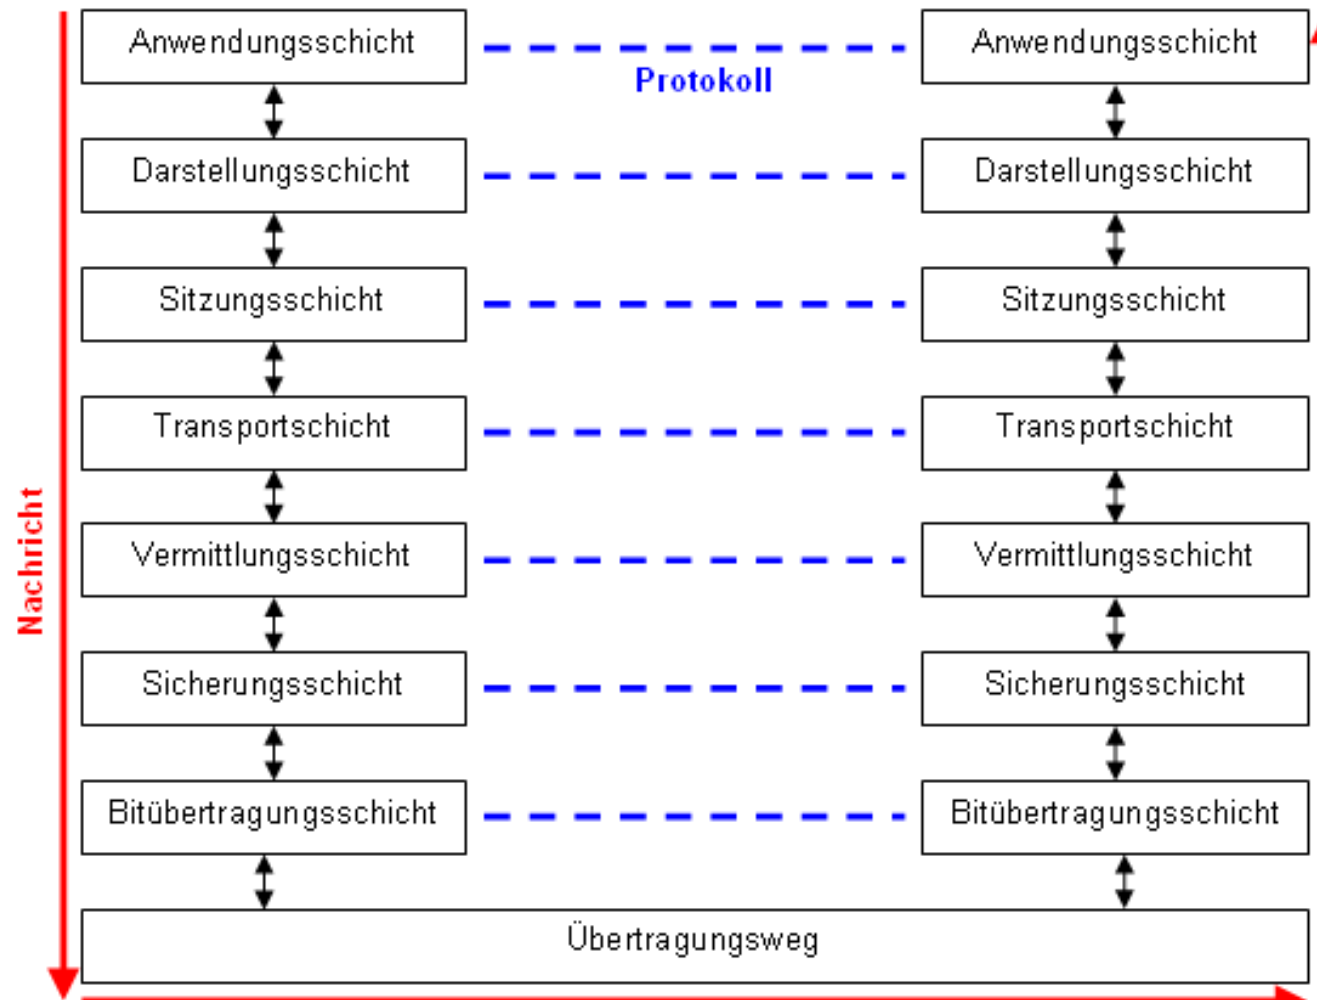 Anwendungsschicht
Anwendungsschicht
Protokoll
Darstellungsschicht
Darstellungsschicht
Sitzungsschicht
Sitzungsschicht
Transportschicht
Transportschicht
Nachricht
Vermittlungsschicht
Vermittlungsschicht
Sicherungsschicht
Sicherungsschicht
Bitübertragungsschicht
Bitübertragungsschicht
Übertragungsweg